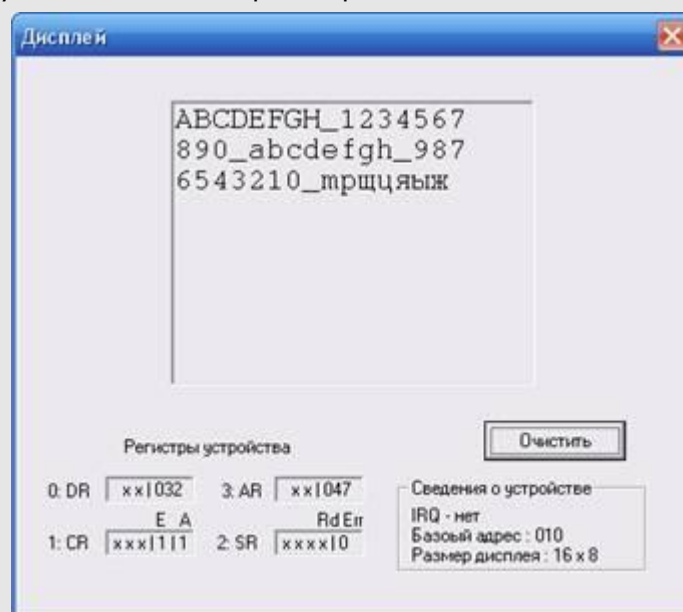 Дисплей
ABCDEFGH_1234567
890_abcdefgh_987
6543210_трщцяыж
Регистры устройства
Очистить
0: DR xx|032 3: AR xx|047
E A Rd Err
1: CR xxx|1|1 2: SR xxxx|0
Сведения о устройстве
IRQ - нет
Базоый адрес : 010
Размер дисплея : 16 x 8